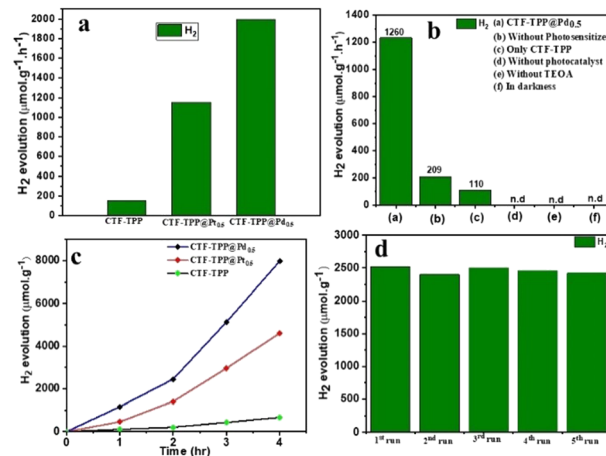 a
H₂
H₂ evolution (μmol.g⁻¹.h⁻¹)
2000
1800
1600
1400
1200
1000
800
600
400
200
0
CTF-TPP
CTF-TPP@Pt₀.₅
CTF-TPP@Pd₀.₅
b
H₂
(a) CTF-TPP@Pd₀.₅
(b) Without Photosensitize
(c) Only CTF-TPP
(d) Without photocatalyst
(e) Without TEOA
(f) In darkness
H₂ evolution (μmol.g⁻¹)
1400
1200
1000
800
600
400
200
0
1260
209
110
n.d
n.d
n.d
(a)
(b)
(c)
(d)
(e)
(f)
c
CTF-TPP@Pd₀.₅
CTF-TPP@Pt₀.₅
CTF-TPP
H₂ evolution (μmol.g⁻¹)
8000
6000
4000
2000
0
0
1
2
3
4
Time (hr)
d
H₂
H₂ evolution (μmol.g⁻¹)
3000
2500
2000
1500
1000
500
0
1ˢᵗ run
2ⁿᵈ run
3ʳᵈ run
4ᵗʰ run
5ᵗʰ run